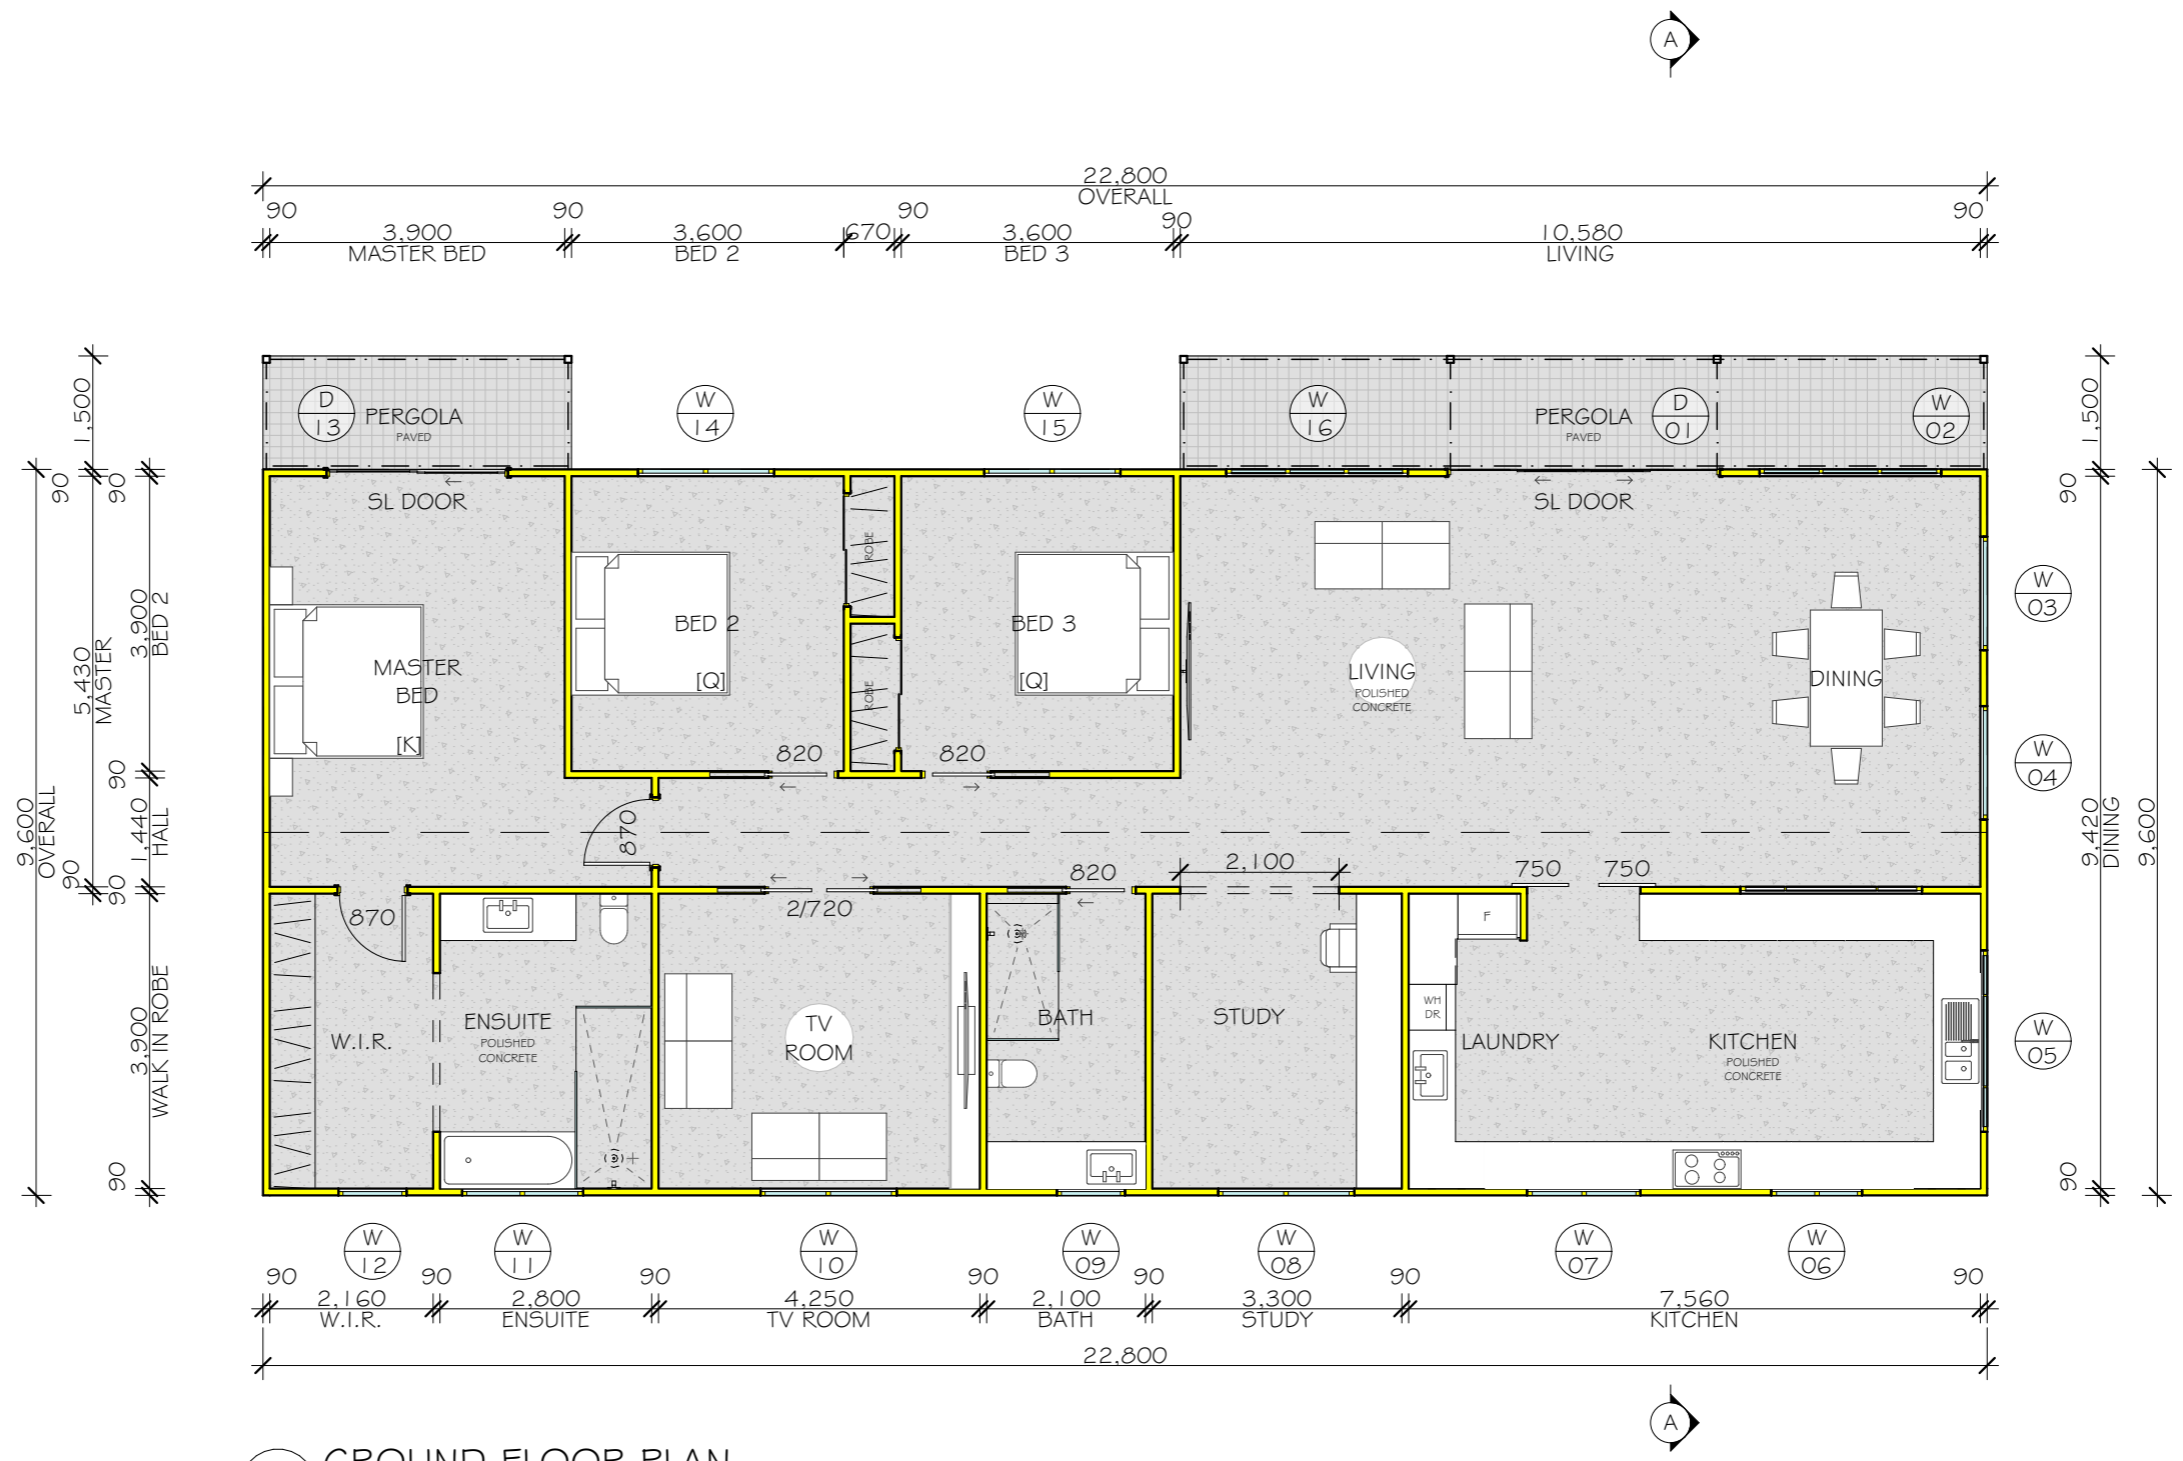 A
22,800
OVERALL
90
90
90
90
90
3,900
3,600
670
3,600
10,580
MASTER BED
BED 2
BED 3
LIVING
1,500
D
13
PERGOLA
PAVED
W
14
W
15
W
16
PERGOLA
PAVED
D
01
W
02
1,500
90
90
90
SL DOOR
SL DOOR
ROBE
W
03
3,900
BED 2
5,430
MASTER
BED 2
BED 3
MASTER
BED
[K]
[Q]
[Q]
ROBE
LIVING
POLISHED
CONCRETE
DINING
W
04
820
820
90
9,600
OVERALL
1,440
HALL
870
9,420
DINING
9,600
90
90
2,100
820
750
750
870
2/720
F
WH
DR
3,900
WALK IN ROBE
W.I.R.
ENSUITE
POLISHED
CONCRETE
TV
ROOM
BATH
STUDY
LAUNDRY
KITCHEN
POLISHED
CONCRETE
W
05
90
90
W
12
W
11
W
10
W
09
W
08
W
07
W
06
90
90
90
90
90
90
90
2,160
2,800
4,250
2,100
3,300
7,560
W.I.R.
ENSUITE
TV ROOM
BATH
STUDY
KITCHEN
22,800
A
GROUND FLOOR PLAN